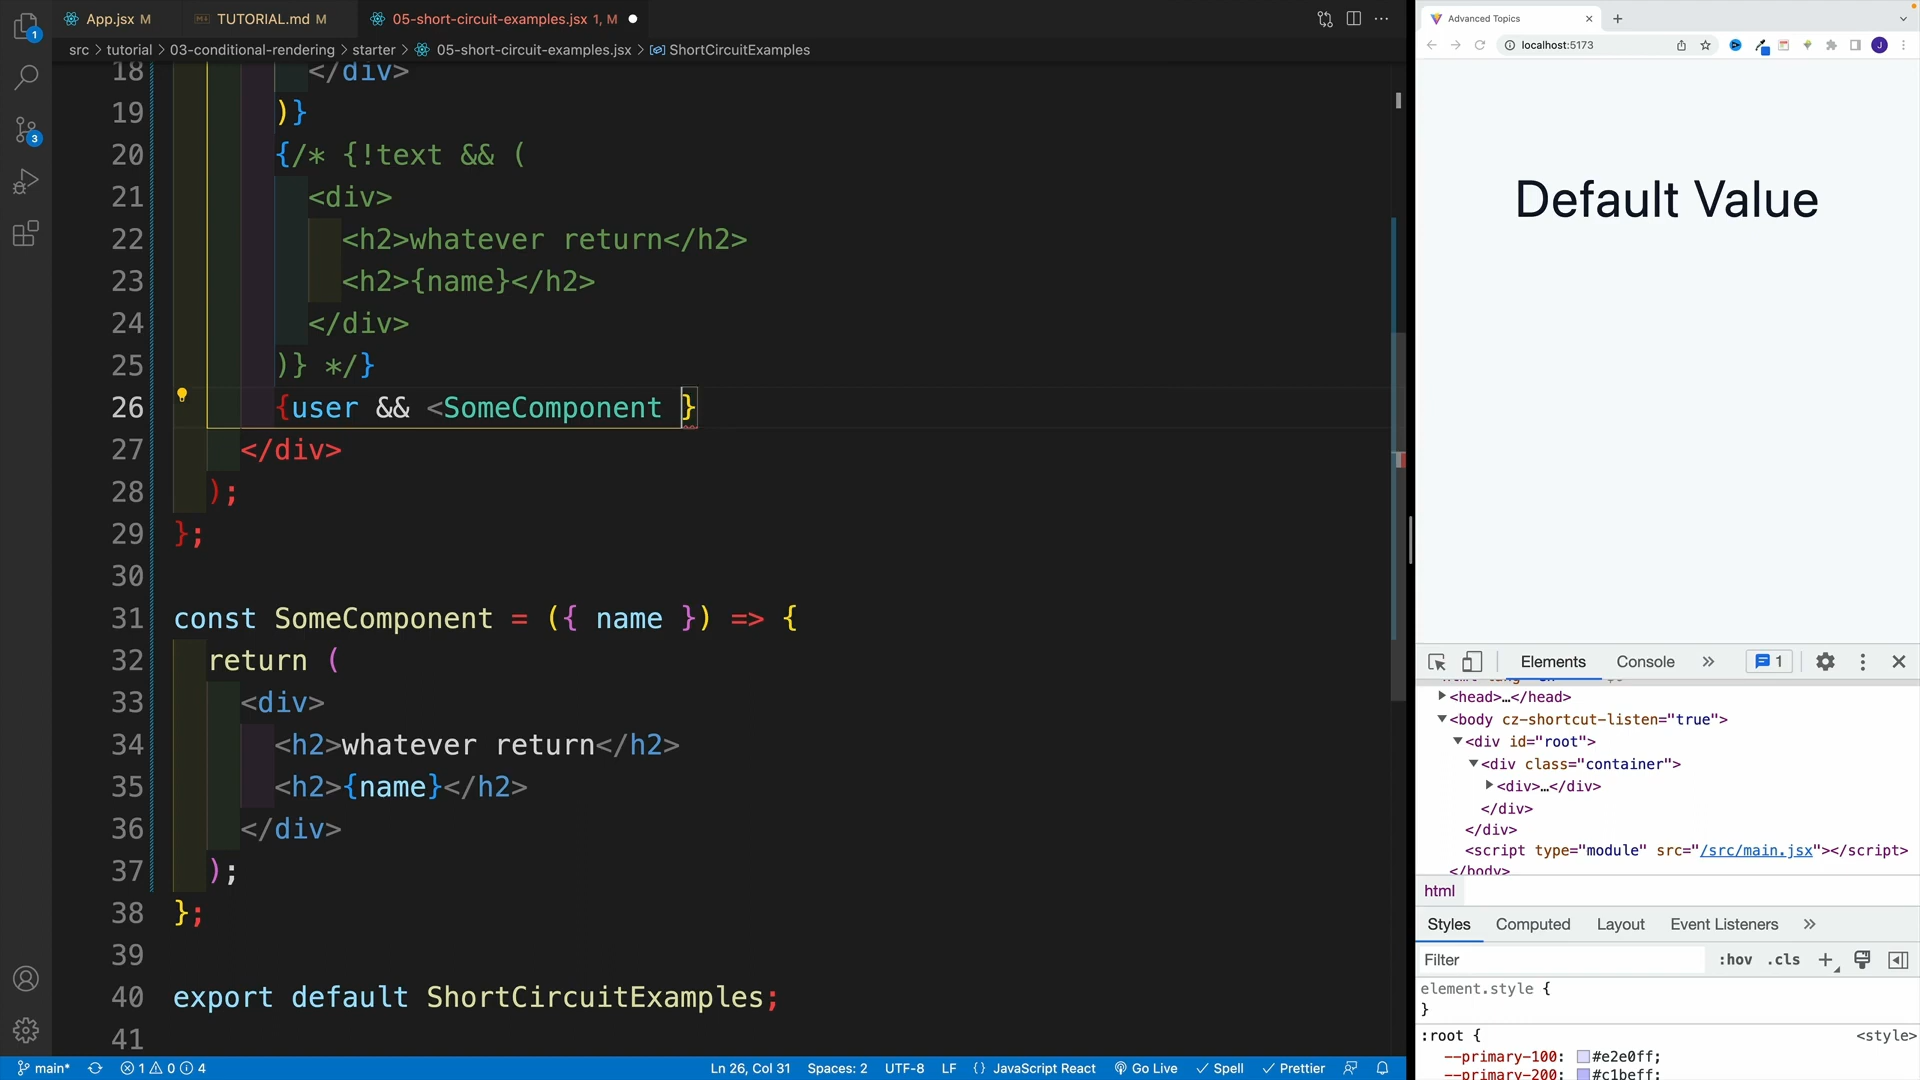 App.jsx M
TUTORIAL.md M
05-short-circuit-examples.jsx 1, M
src > tutorial > 03-conditional-rendering > starter > 05-short-circuit-examples.jsx > ShortCircuitExamples
18 </div>
19 )}
20 {/* {!text && (
21 <div>
22 <h2>whatever return</h2>
23 <h2>{name}</h2>
24 </div>
25 )} */}
26 {user && <SomeComponent }
27 </div>
28 );
29 };
30
31 const SomeComponent = ({ name }) => {
32 return (
33 <div>
34 <h2>whatever return</h2>
35 <h2>{name}</h2>
36 </div>
37 );
38 };
39
40 export default ShortCircuitExamples;
41
1
3
main* 1 0 4
Ln 26, Col 31 Spaces: 2 UTF-8 LF {} JavaScript React Go Live Spell Prettier
Advanced Topics
localhost:5173
J
Default Value
Elements Console 1
<head>…</head>
<body cz-shortcut-listen="true">
<div id="root">
<div class="container">
<div>…</div>
</div>
</div>
<script type="module" src="/src/main.jsx"></script>
</body>
html
Styles Computed Layout Event Listeners
Filter :hov .cls
element.style {
}
:root { <style>
--primary-100: #e2e0ff;
--primary-200: #c1beff;